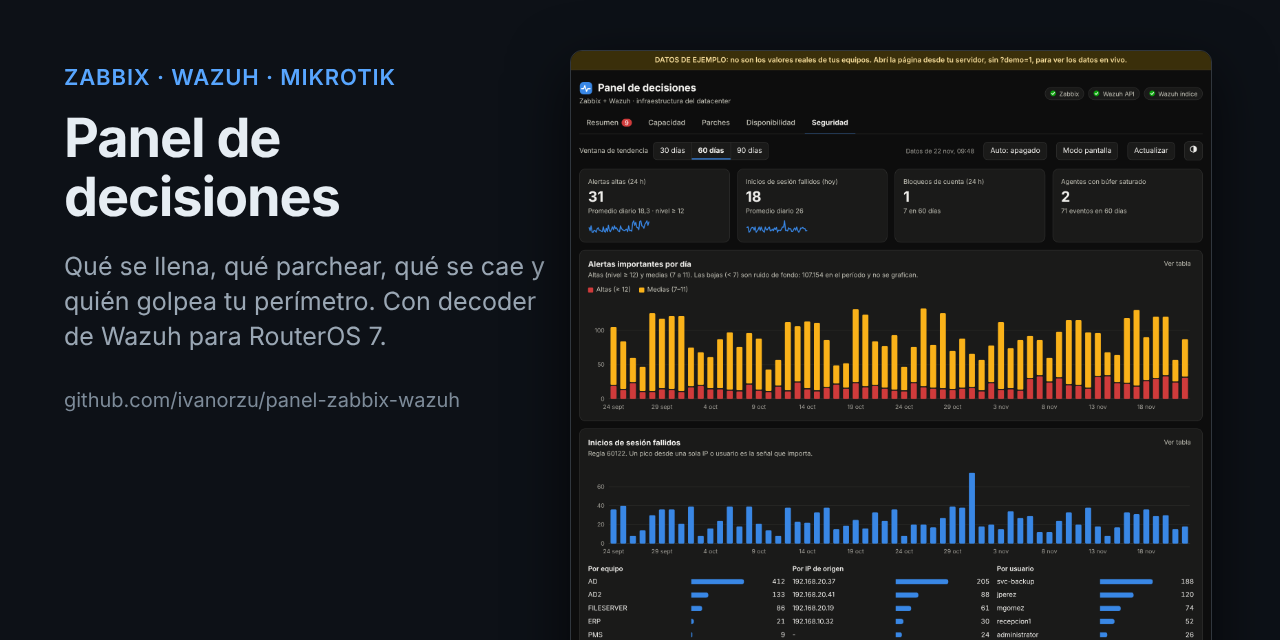 ZABBIX · WAZUH · MIKROTIK
Panel de
decisiones
Qué se llena, qué parchear, qué se cae y
quién golpea tu perímetro. Con decoder
de Wazuh para RouterOS 7.
github.com/ivanorzu/panel-zabbix-wazuh
DATOS DE EJEMPLO: no son los valores reales de tus equipos. Abrí la página desde tu servidor, sin ?demo=1, para ver los datos en vivo.
Panel de decisiones
Zabbix + Wazuh · infraestructura del datacenter
Zabbix Wazuh API Wazuh índice
Resumen 9 Capacidad Parches Disponibilidad Seguridad
Ventana de tendencia 30 días 60 días 90 días Datos de 22 nov, 09:48 Auto: apagado Modo pantalla Actualizar
Alertas altas (24 h) Inicios de sesión fallidos (hoy) Bloqueos de cuenta (24 h) Agentes con búfer saturado
31 18 1 2
Promedio diario 18,3 · nivel ≥ 12 Promedio diario 26 7 en 60 días 71 eventos en 60 días
Alertas importantes por día Ver tabla
Altas (nivel ≥ 12) y medias (7 a 11). Las bajas (< 7) son ruido de fondo: 107.154 en el período y no se grafican.
Altas (≥ 12) Medias (7–11)
100
50
0
24 sept 29 sept 4 oct 9 oct 14 oct 19 oct 24 oct 29 oct 3 nov 8 nov 13 nov 18 nov
Inicios de sesión fallidos Ver tabla
Regla 60122. Un pico desde una sola IP o usuario es la señal que importa.
60
40
20
0
24 sept 29 sept 4 oct 9 oct 14 oct 19 oct 24 oct 29 oct 3 nov 8 nov 13 nov 18 nov
Por equipo Por IP de origen Por usuario
AD 412 192.168.20.37 205 svc-backup 188
AD2 133 192.168.20.41 88 jperez 120
FILESERVER 86 192.168.20.19 61 mgomez 74
ERP 21 192.168.10.32 30 recepcion1 52
PMS 9 - 24 administrator 26